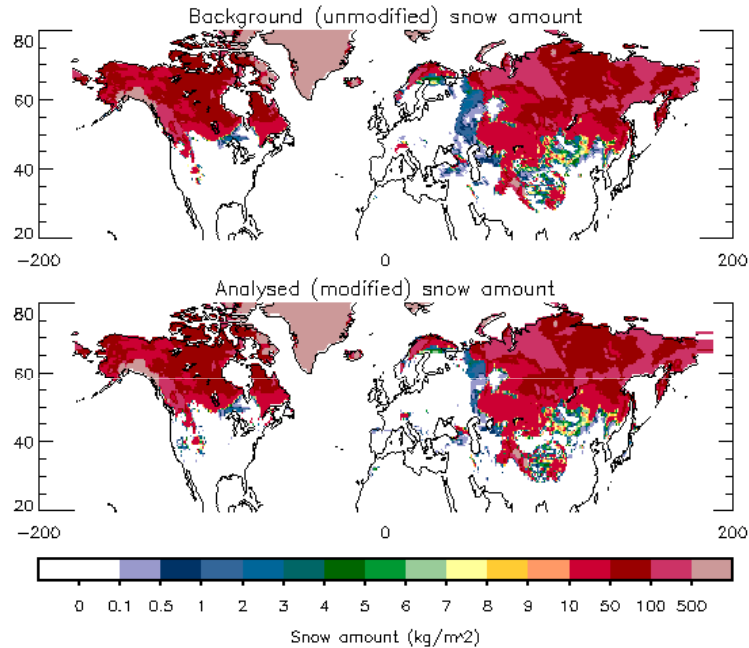 Background (unmodified) snow amount
80
60
40
20
-200 0 200
Analysed (modified) snow amount
80
60
40
20
-200 0 200
0 0.1 0.5 1 2 3 4 5 6 7 8 9 10 50 100 500
Snow amount (kg/m^2)